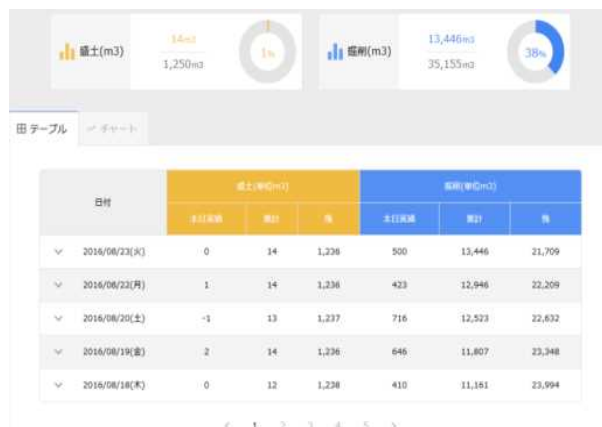 盛土(m3)
14m3
1,250m3
1%
掘削(m3)
13,446m3
35,155m3
38%
テーブル
チャート
日付
盛土(単位m3)
掘削(単位m3)
本日実績 累計 残 本日実績 累計 残
2016/08/23(火) 0 14 1,236 500 13,446 21,709
2016/08/22(月) 1 14 1,236 423 12,946 22,209
2016/08/20(土) -1 13 1,237 716 12,523 22,632
2016/08/19(金) 2 14 1,236 646 11,807 23,348
2016/08/18(木) 0 12 1,238 410 11,161 23,994
< 1 2 3 4 5 >